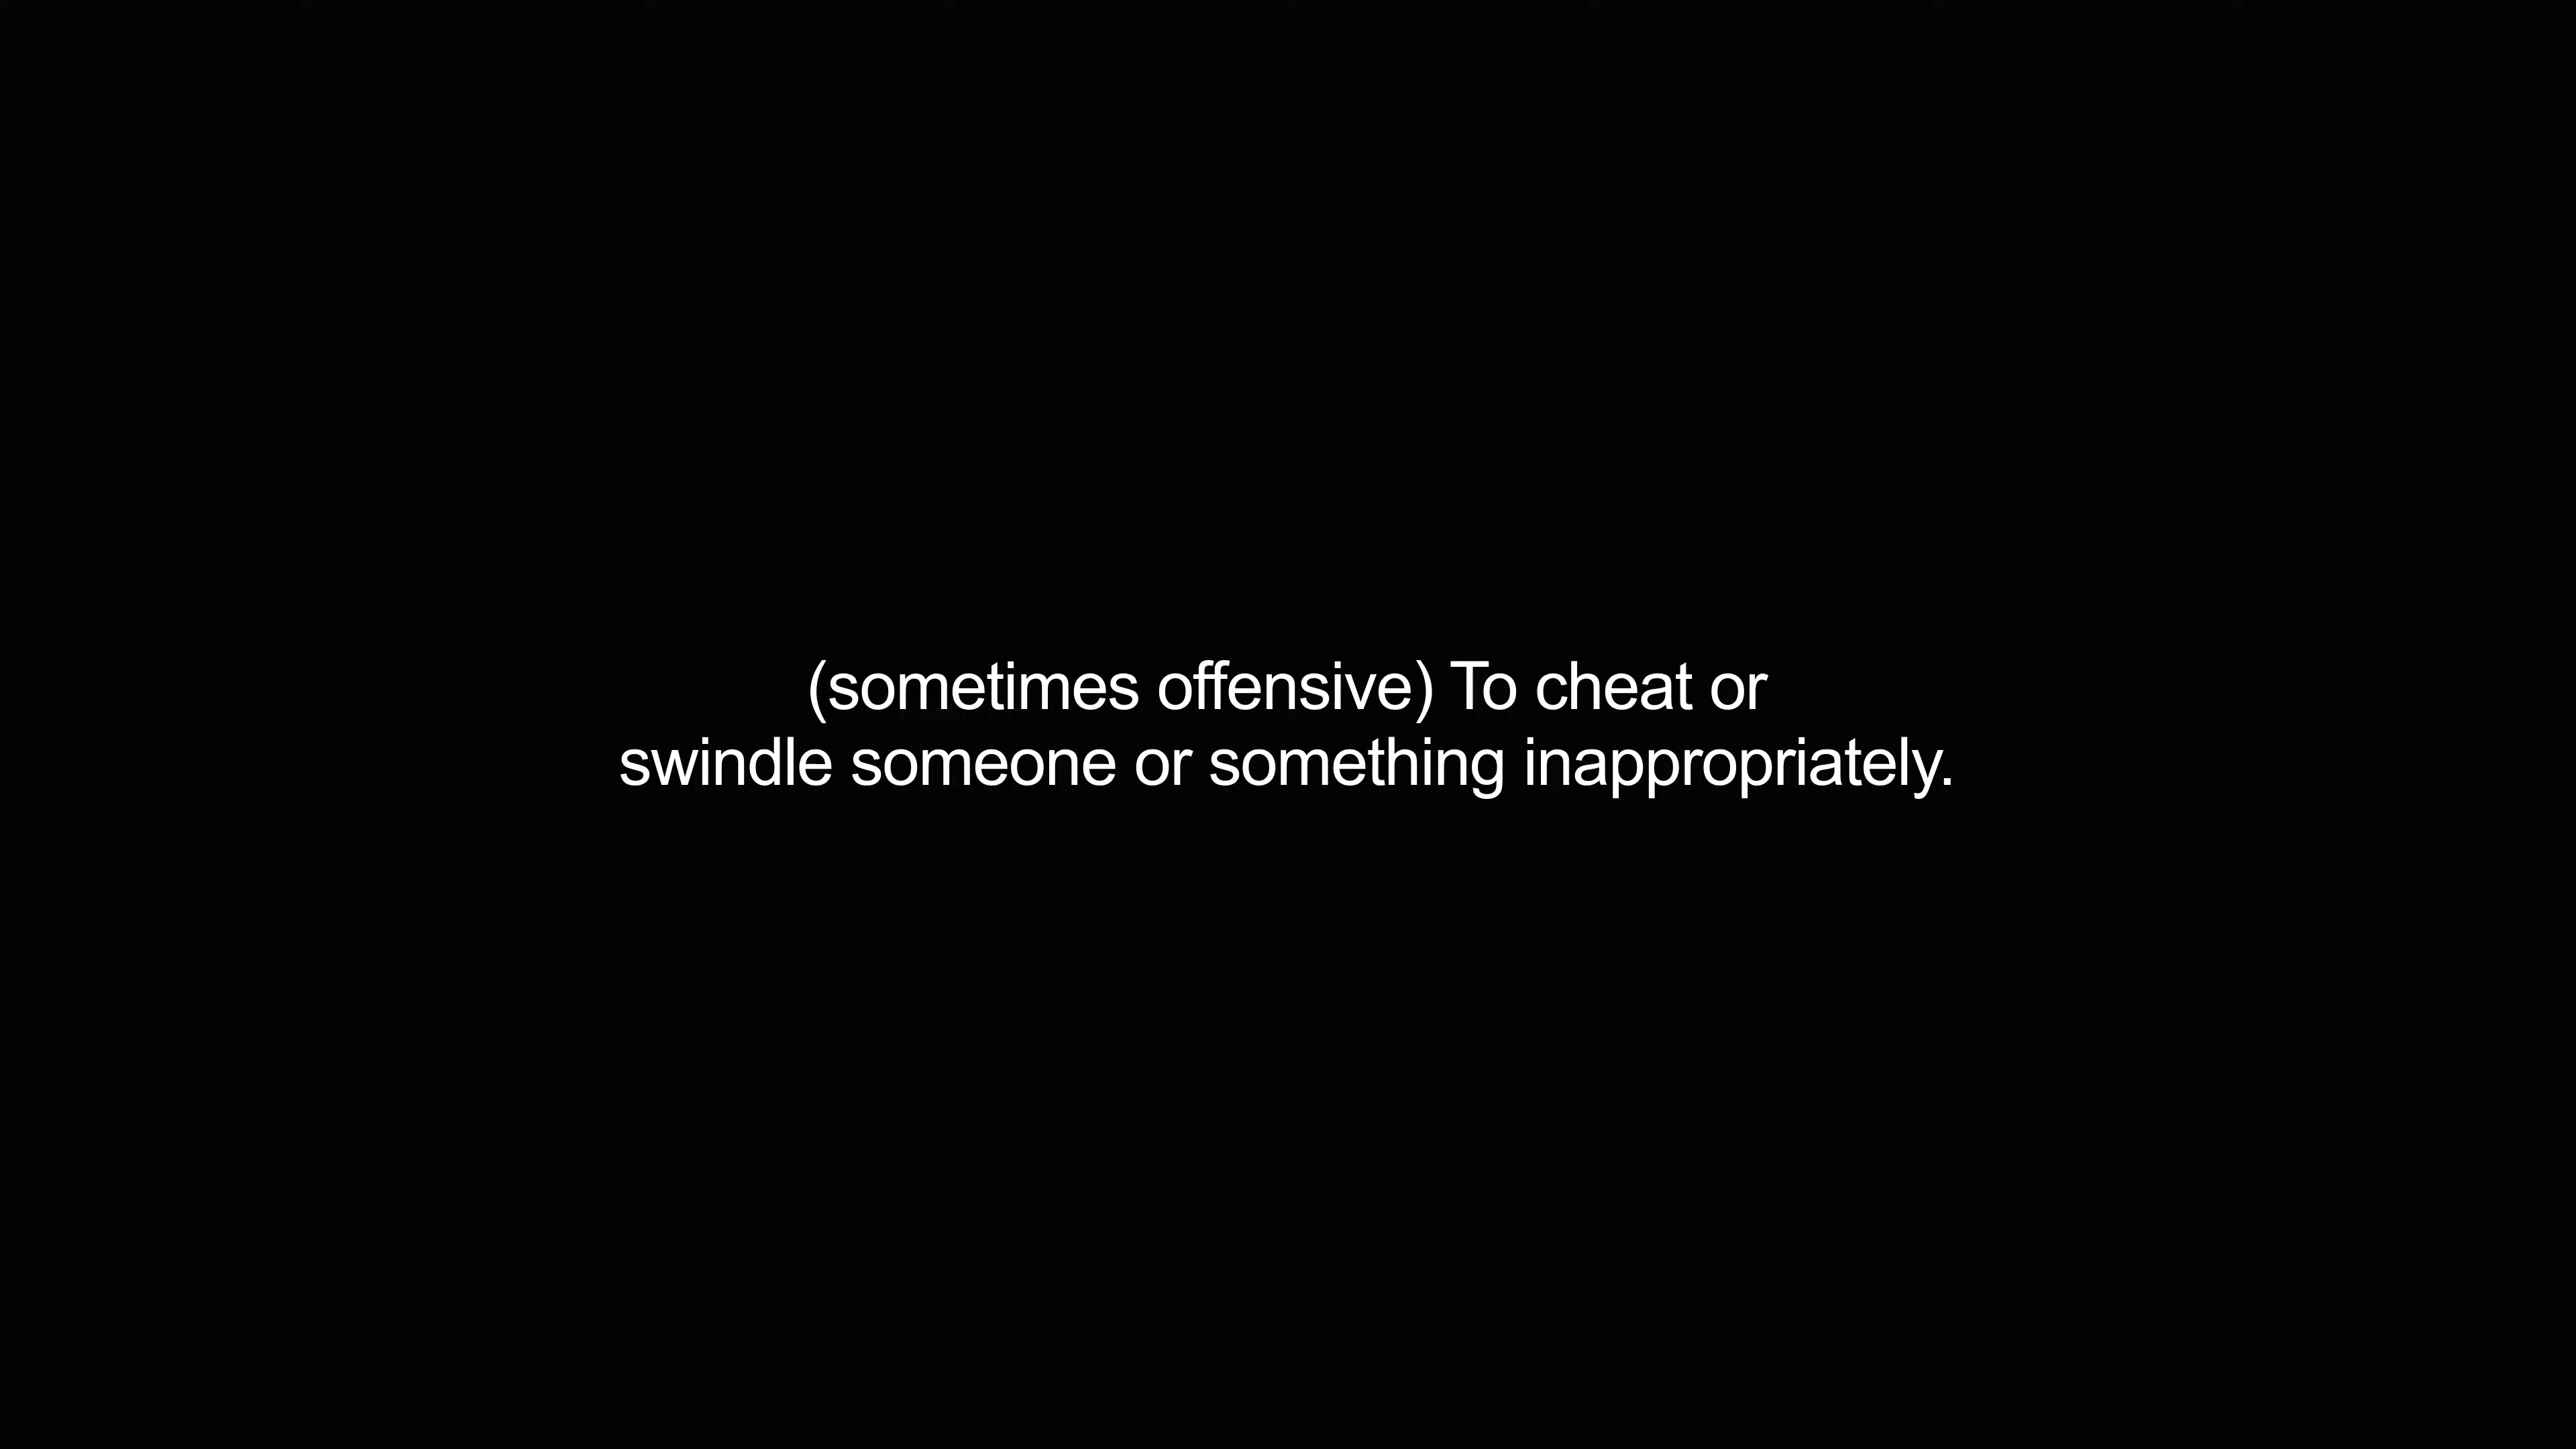 (sometimes offensive) To cheat or
swindle someone or something inappropriately.